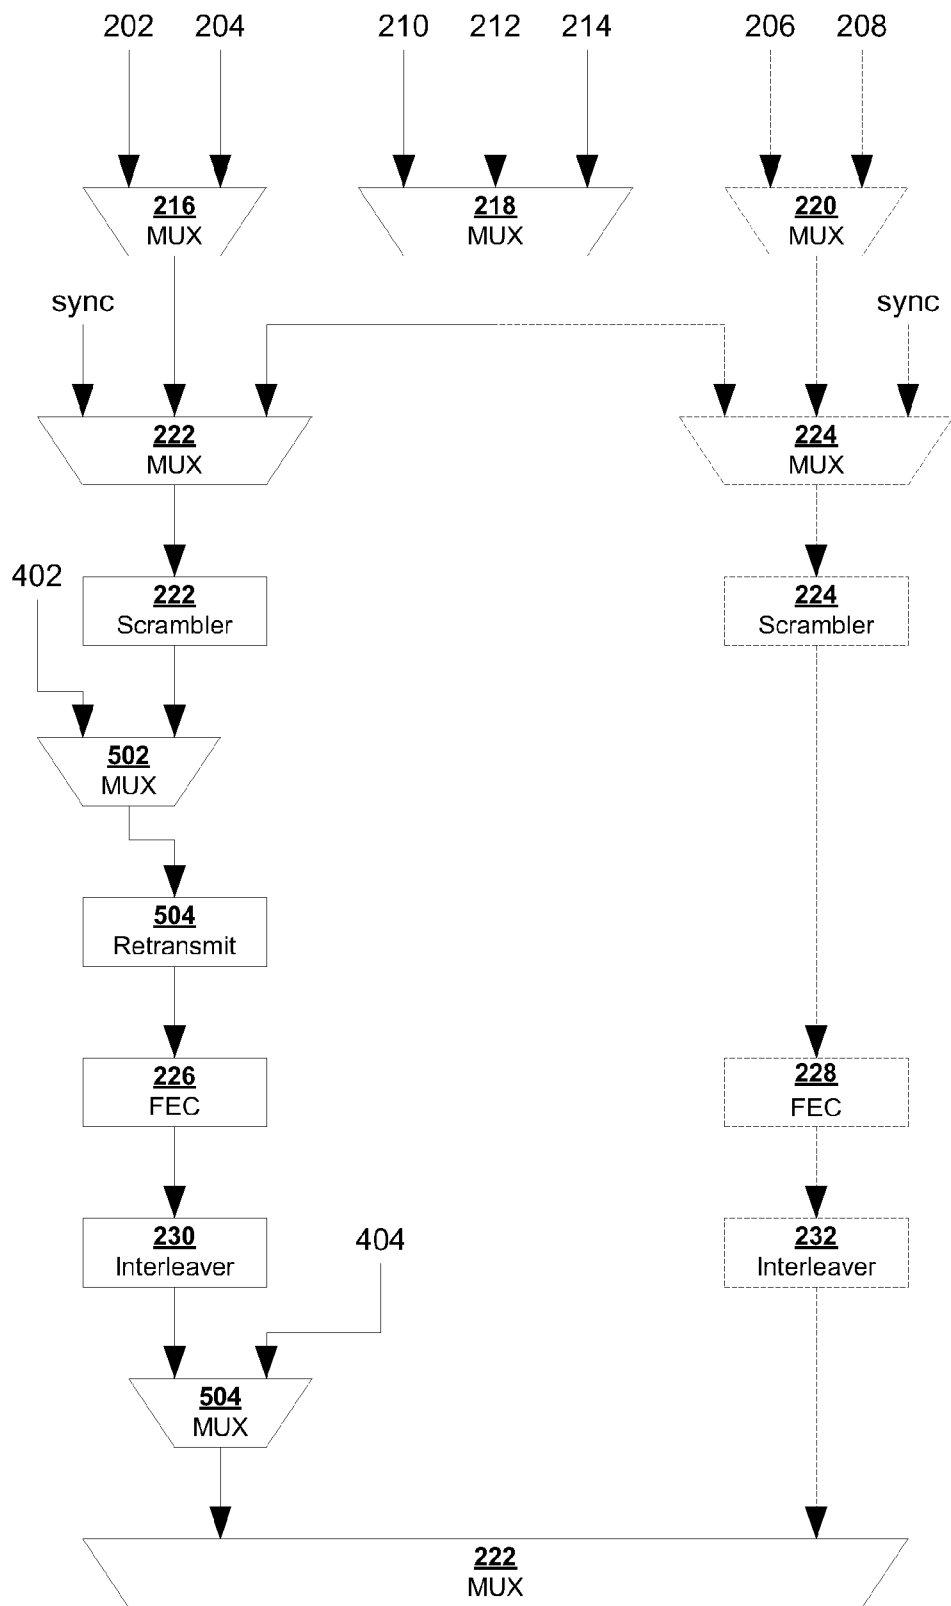 202 204 210 212 214 206 208
216 218 220
MUX MUX MUX
sync sync
222 224
MUX MUX
402
222 224
Scrambler Scrambler
502
MUX
504
Retransmit
226 228
FEC FEC
230 404 232
Interleaver Interleaver
504
MUX
222
MUX